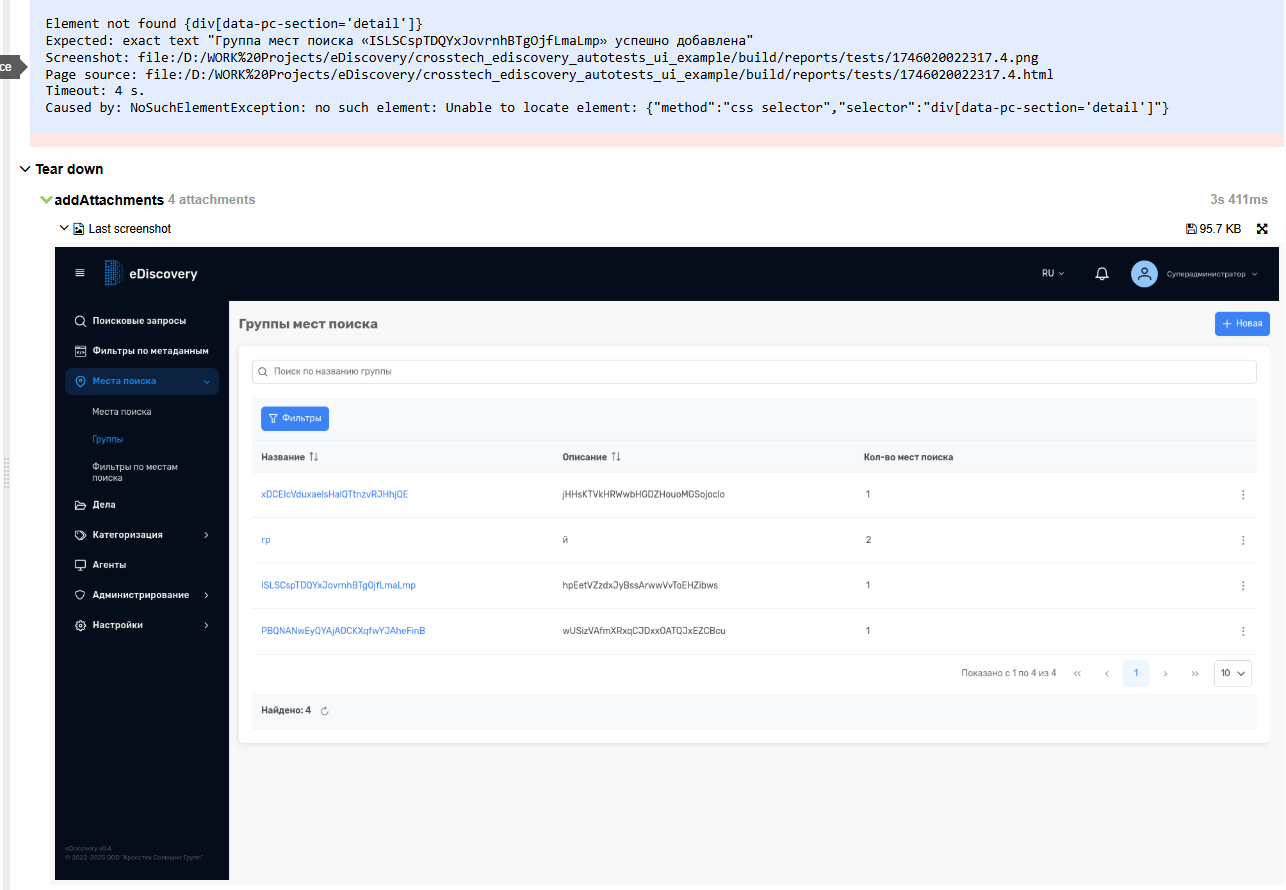 Element not found {div[data-pc-section='detail']}
Expected: exact text "Группа мест поиска «ISLSCspTDQYxJovrnhBTgOjfLmaLmp» успешно добавлена"
Screenshot: file:/D:/WORK%20Projects/eDiscovery/crosstech_ediscovery_autotests_ui_example/build/reports/tests/1746020022317.4.png
Page source: file:/D:/WORK%20Projects/eDiscovery/crosstech_ediscovery_autotests_ui_example/build/reports/tests/1746020022317.4.html
Timeout: 4 s.
Caused by: NoSuchElementException: no such element: Unable to locate element: {"method":"css selector","selector":"div[data-pc-section='detail']"}
ce
Tear down
addAttachments 4 attachments 3s 411ms
Last screenshot 95.7 KB
eDiscovery RU Суперадминистратор
Поисковые запросы
Фильтры по метаданным
Места поиска
Места поиска
Группы
Фильтры по местам
поиска
Дела
Категоризация
Агенты
Администрирование
Настройки
eDiscovery v0.4
© 2023-2025 ООО "Кросстех Солюшнс Групп"
Группы мест поиска + Новая
Поиск по названию группы
Фильтры
Название Описание Кол-во мест поиска
xDCEIcVduxaelsHalQTtnzvRJHhjQE jHHsKTVkHRWwbHGDZHouoMGSojoclo 1
гр й 2
ISLSCspTDQYxJovrnhBTgOjfLmaLmp hpEetVZzdxJyBssArwwVvToEHZibws 1
PBQNANwEyQYAjAOCKXqfwYJAheFinB wUSizVAfmXRxqCJDxxOATQJxEZCBcu 1
Показано с 1 по 4 из 4 « ‹ 1 › » 10
Найдено: 4